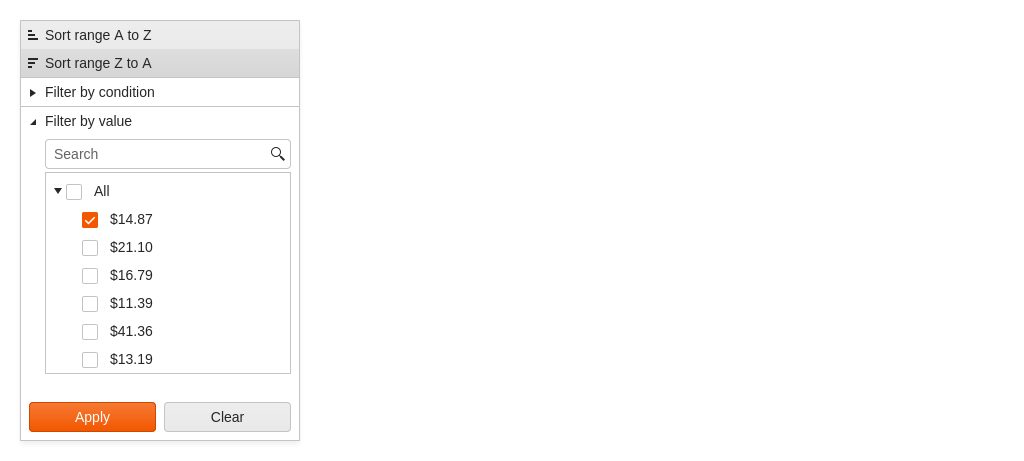 Sort range A to Z
Sort range Z to A
Filter by condition
Filter by value
Search
All
$14.87
$21.10
$16.79
$11.39
$41.36
$13.19
Apply
Clear